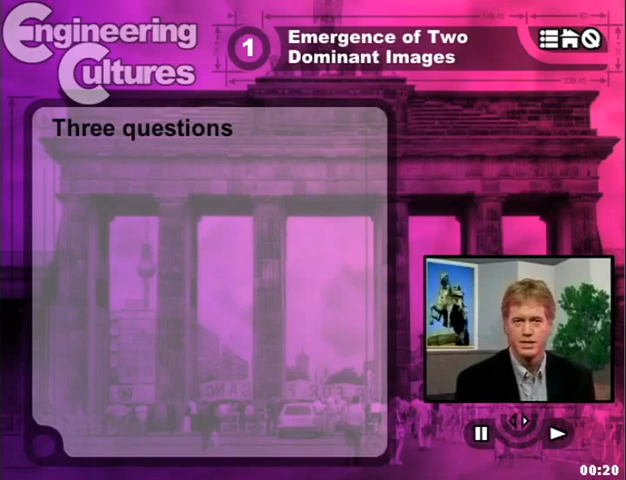 Engineering
Cultures
1
Emergence of Two
Dominant Images
Three questions
00:20